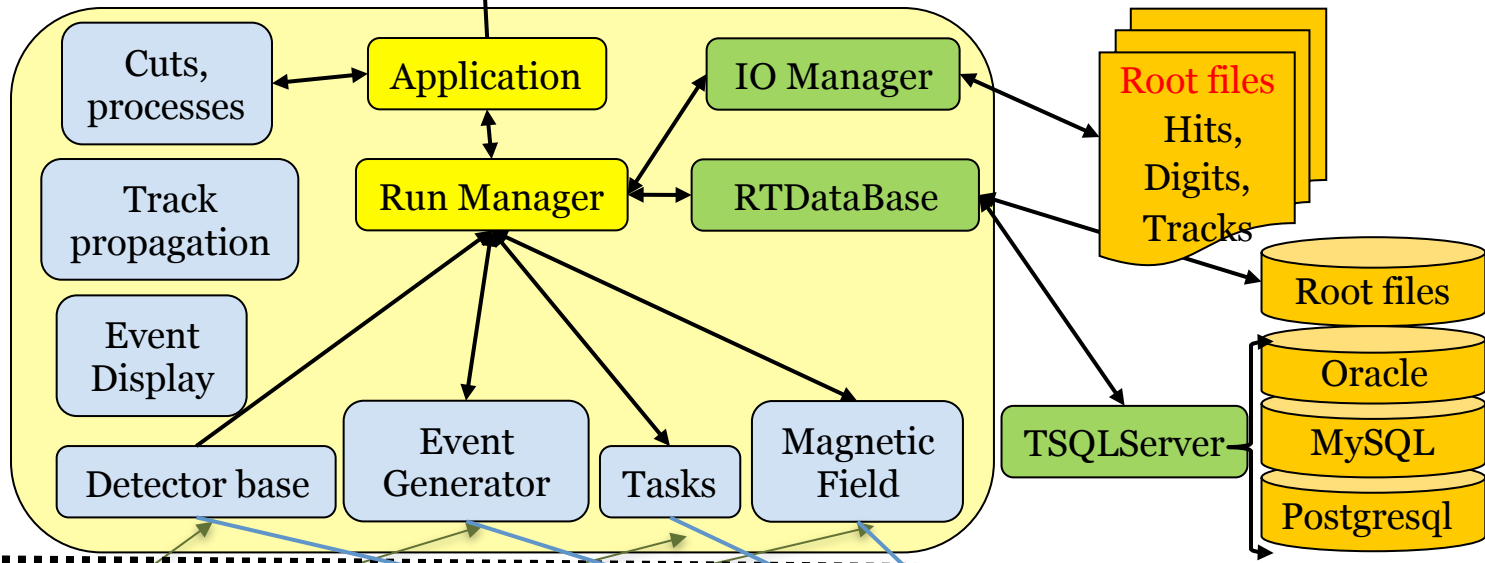 Cuts,
processes
Application
IO Manager
Root files
Hits,
Digits,
Tracks
Track
propagation
Run Manager
RTDataBase
Root files
Event
Display
Oracle
TSQLServer
MySQL
Postgresql
Detector base
Event
Generator
Tasks
Magnetic
Field